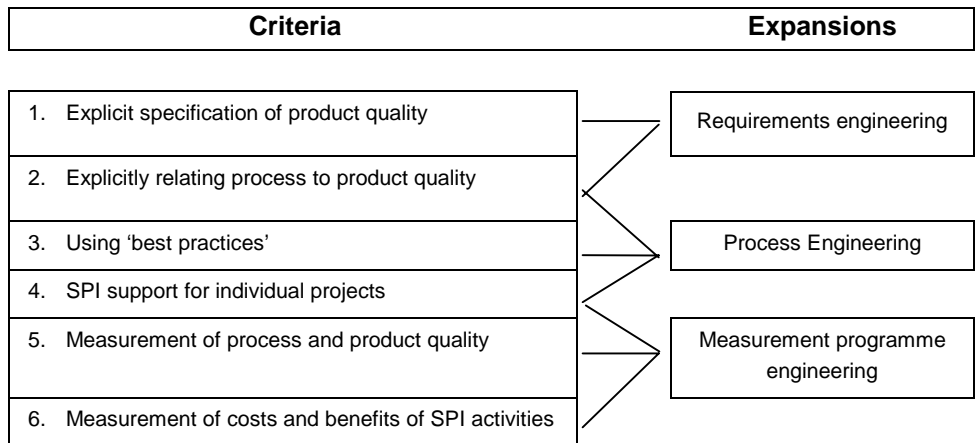 Criteria Expansions
1. Explicit specification of product quality
Requirements engineering
2. Explicitly relating process to product quality
3. Using ‘best practices’
Process Engineering
4. SPI support for individual projects
5. Measurement of process and product quality
Measurement programme
engineering
6. Measurement of costs and benefits of SPI activities